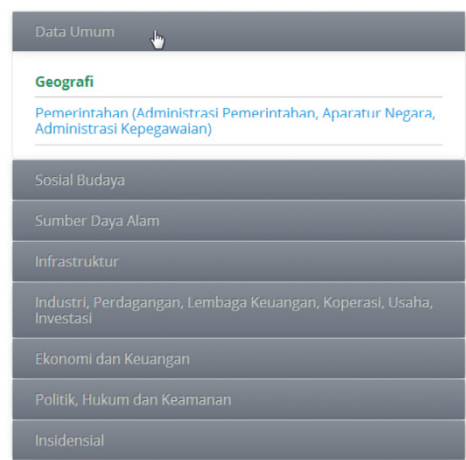 Data Umum
Geografi
Pemerintahan (Administrasi Pemerintahan, Aparatur Negara,
Administrasi Kepegawaian)
Sosial Budaya
Sumber Daya Alam
Infrastruktur
Industri, Perdagangan, Lembaga Keuangan, Koperasi, Usaha,
Investasi
Ekonomi dan Keuangan
Politik, Hukum dan Keamanan
Insidensial